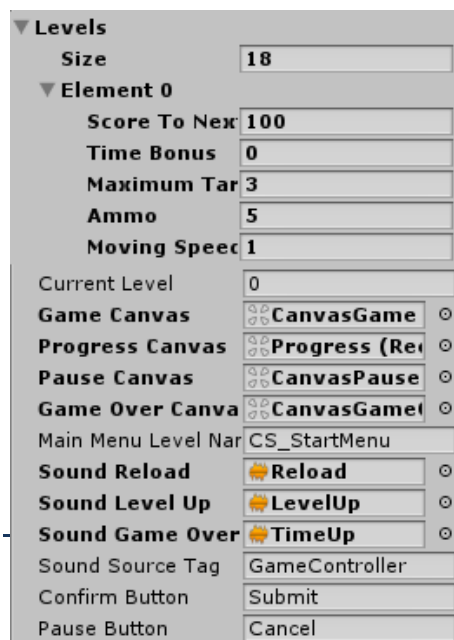 Levels
Size 18
Element 0
Score To Nex 100
Time Bonus 0
Maximum Tar 3
Ammo 5
Moving Speed 1
Current Level 0
Game Canvas CanvasGame
Progress Canvas Progress (Re
Pause Canvas CanvasPause
Game Over Canva CanvasGame
Main Menu Level Nar CS_StartMenu
Sound Reload Reload
Sound Level Up LevelUp
Sound Game Over TimeUp
Sound Source Tag GameController
Confirm Button Submit
Pause Button Cancel